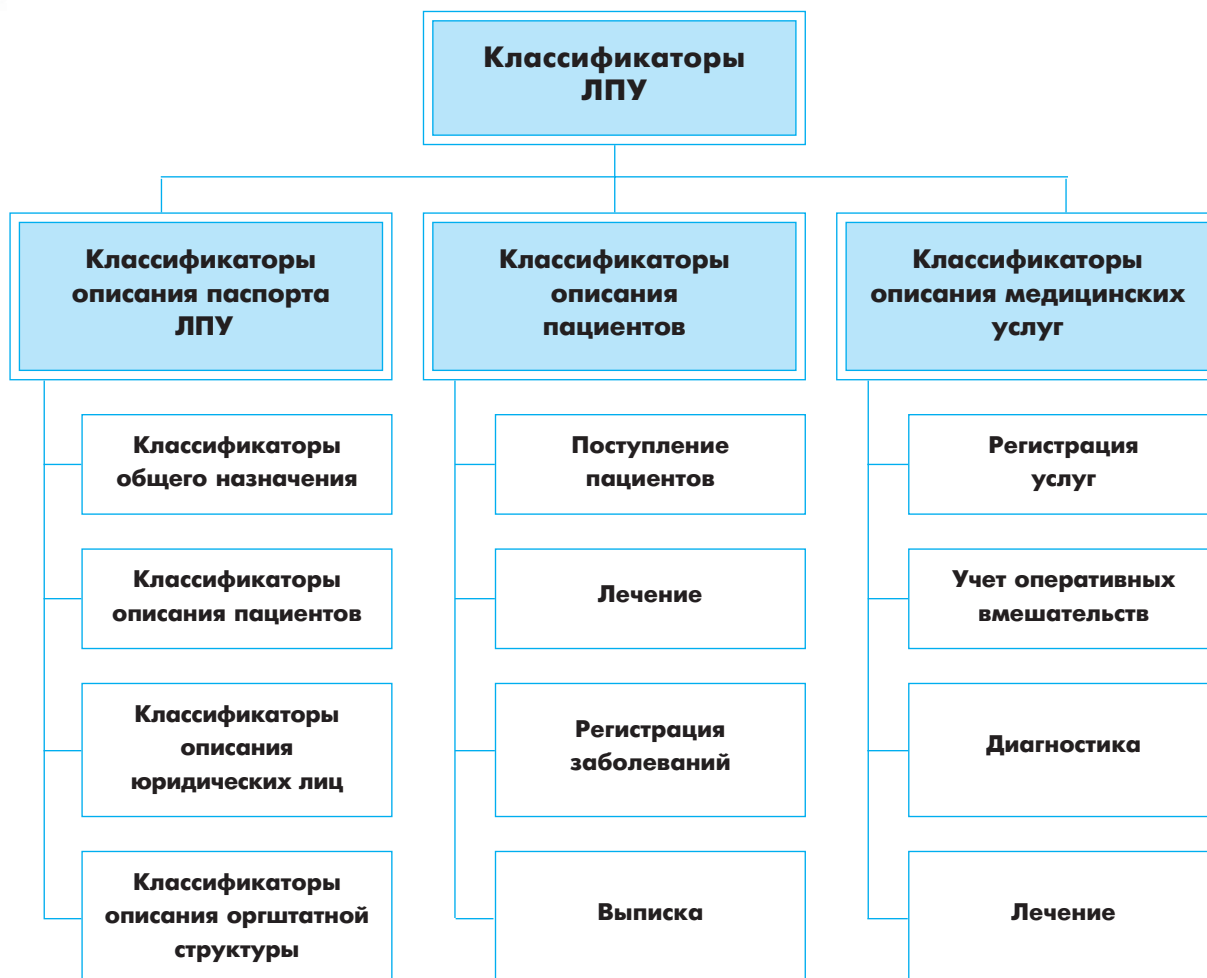 Классификаторы
ЛПУ
Классификаторы
описания паспорта
ЛПУ
Классификаторы
общего назначения
Классификаторы
описания пациентов
Классификаторы
описания
юридических лиц
Классификаторы
описания оргштатной
структуры
Классификаторы
описания
пациентов
Поступление
пациентов
Лечение
Регистрация
заболеваний
Выписка
Классификаторы
описания медицинских
услуг
Регистрация
услуг
Учет оперативных
вмешательств
Диагностика
Лечение